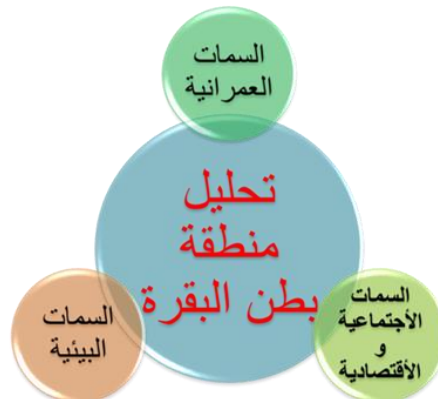 السمات
العمرانية
تحليل
منطقة
بطن البقرة
السمات
الأجتماعية
و
الأقتصادية
السمات
البيئية